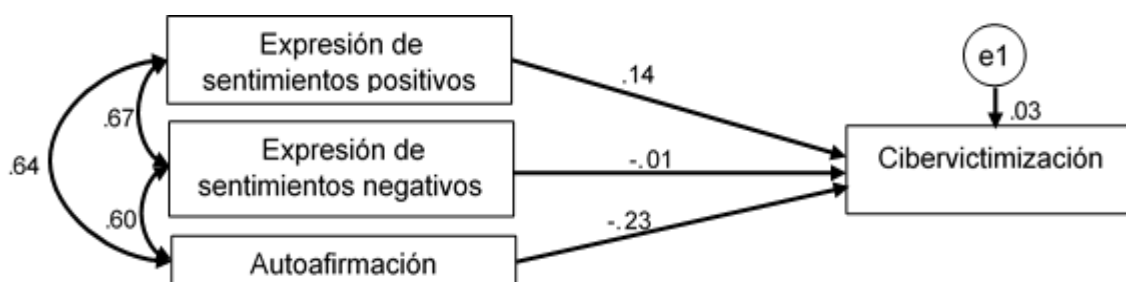 Expresión de
sentimientos positivos
.14
e1
.03
.67
.64
Expresión de
sentimientos negativos
-.01
Cibervictimización
.60
-.23
Autoafirmación